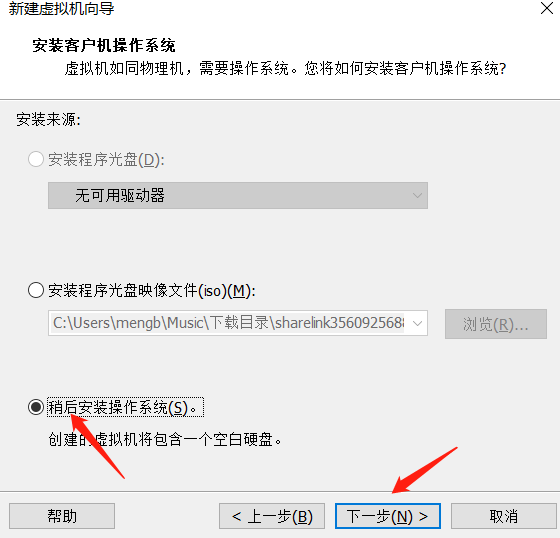 新建虚拟机向导
安装客户机操作系统
虚拟机如同物理机，需要操作系统。您将如何安装客户机操作系统?
安装来源:
安装程序光盘(D):
无可用驱动器
安装程序光盘映像文件(iso)(M):
C:\Users\mengb\Music\下载目录\sharelink356092568
浏览(R)...
稍后安装操作系统(S)。
创建的虚拟机将包含一个空白硬盘。
帮助
< 上一步(B)
下一步(N) >
取消